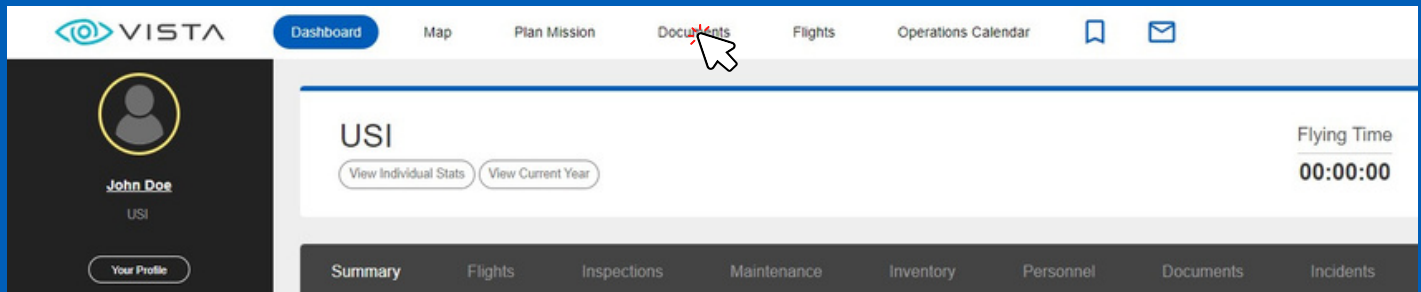 VISTA
Dashboard Map Plan Mission Documents Flights Operations Calendar
John Doe
USI
Your Profile
USI
View Individual Stats View Current Year
Flying Time
00:00:00
Summary Flights Inspections Maintenance Inventory Personnel Documents Incidents